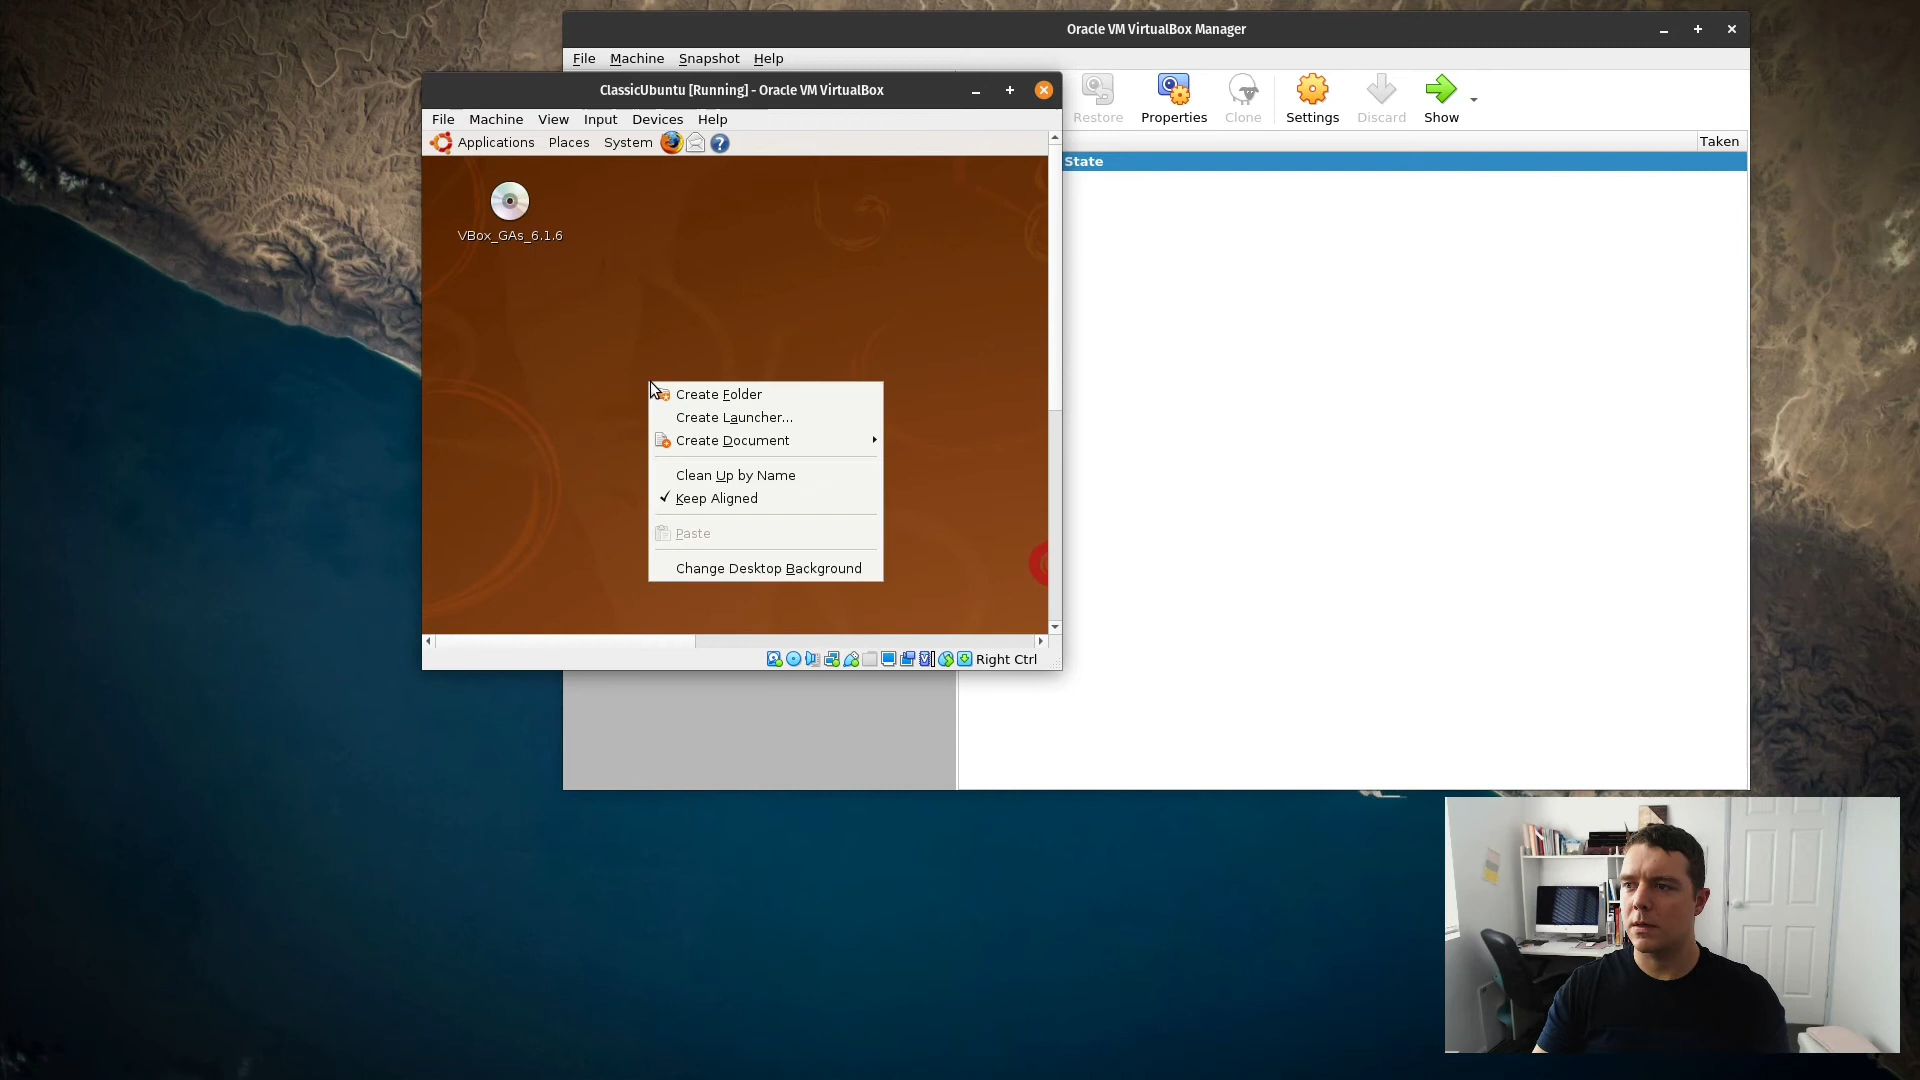 Oracle VM VirtualBox Manager
File Machine Snapshot Help
ClassicUbuntu [Running] - Oracle VM VirtualBox
Restore Properties Clone Settings Discard Show
File Machine View Input Devices Help
Applications Places System
Taken
State
VBox_GAs_6.1.6
Create Folder
Create Launcher...
Create Document
Clean Up by Name
Keep Aligned
Paste
Change Desktop Background
Right Ctrl